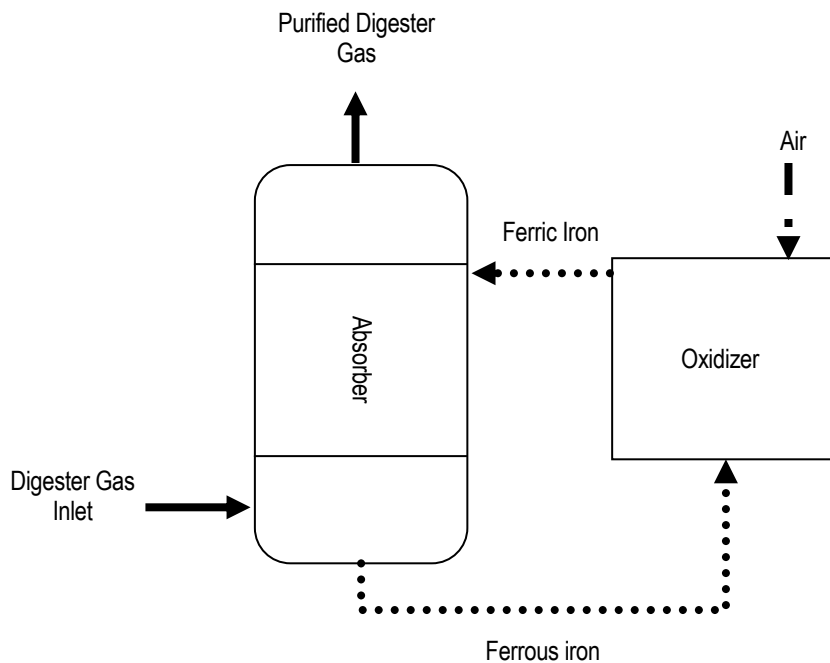 Purified Digester
Gas
Air
Ferric Iron
Absorber
Oxidizer
Digester Gas
Inlet
Ferrous iron